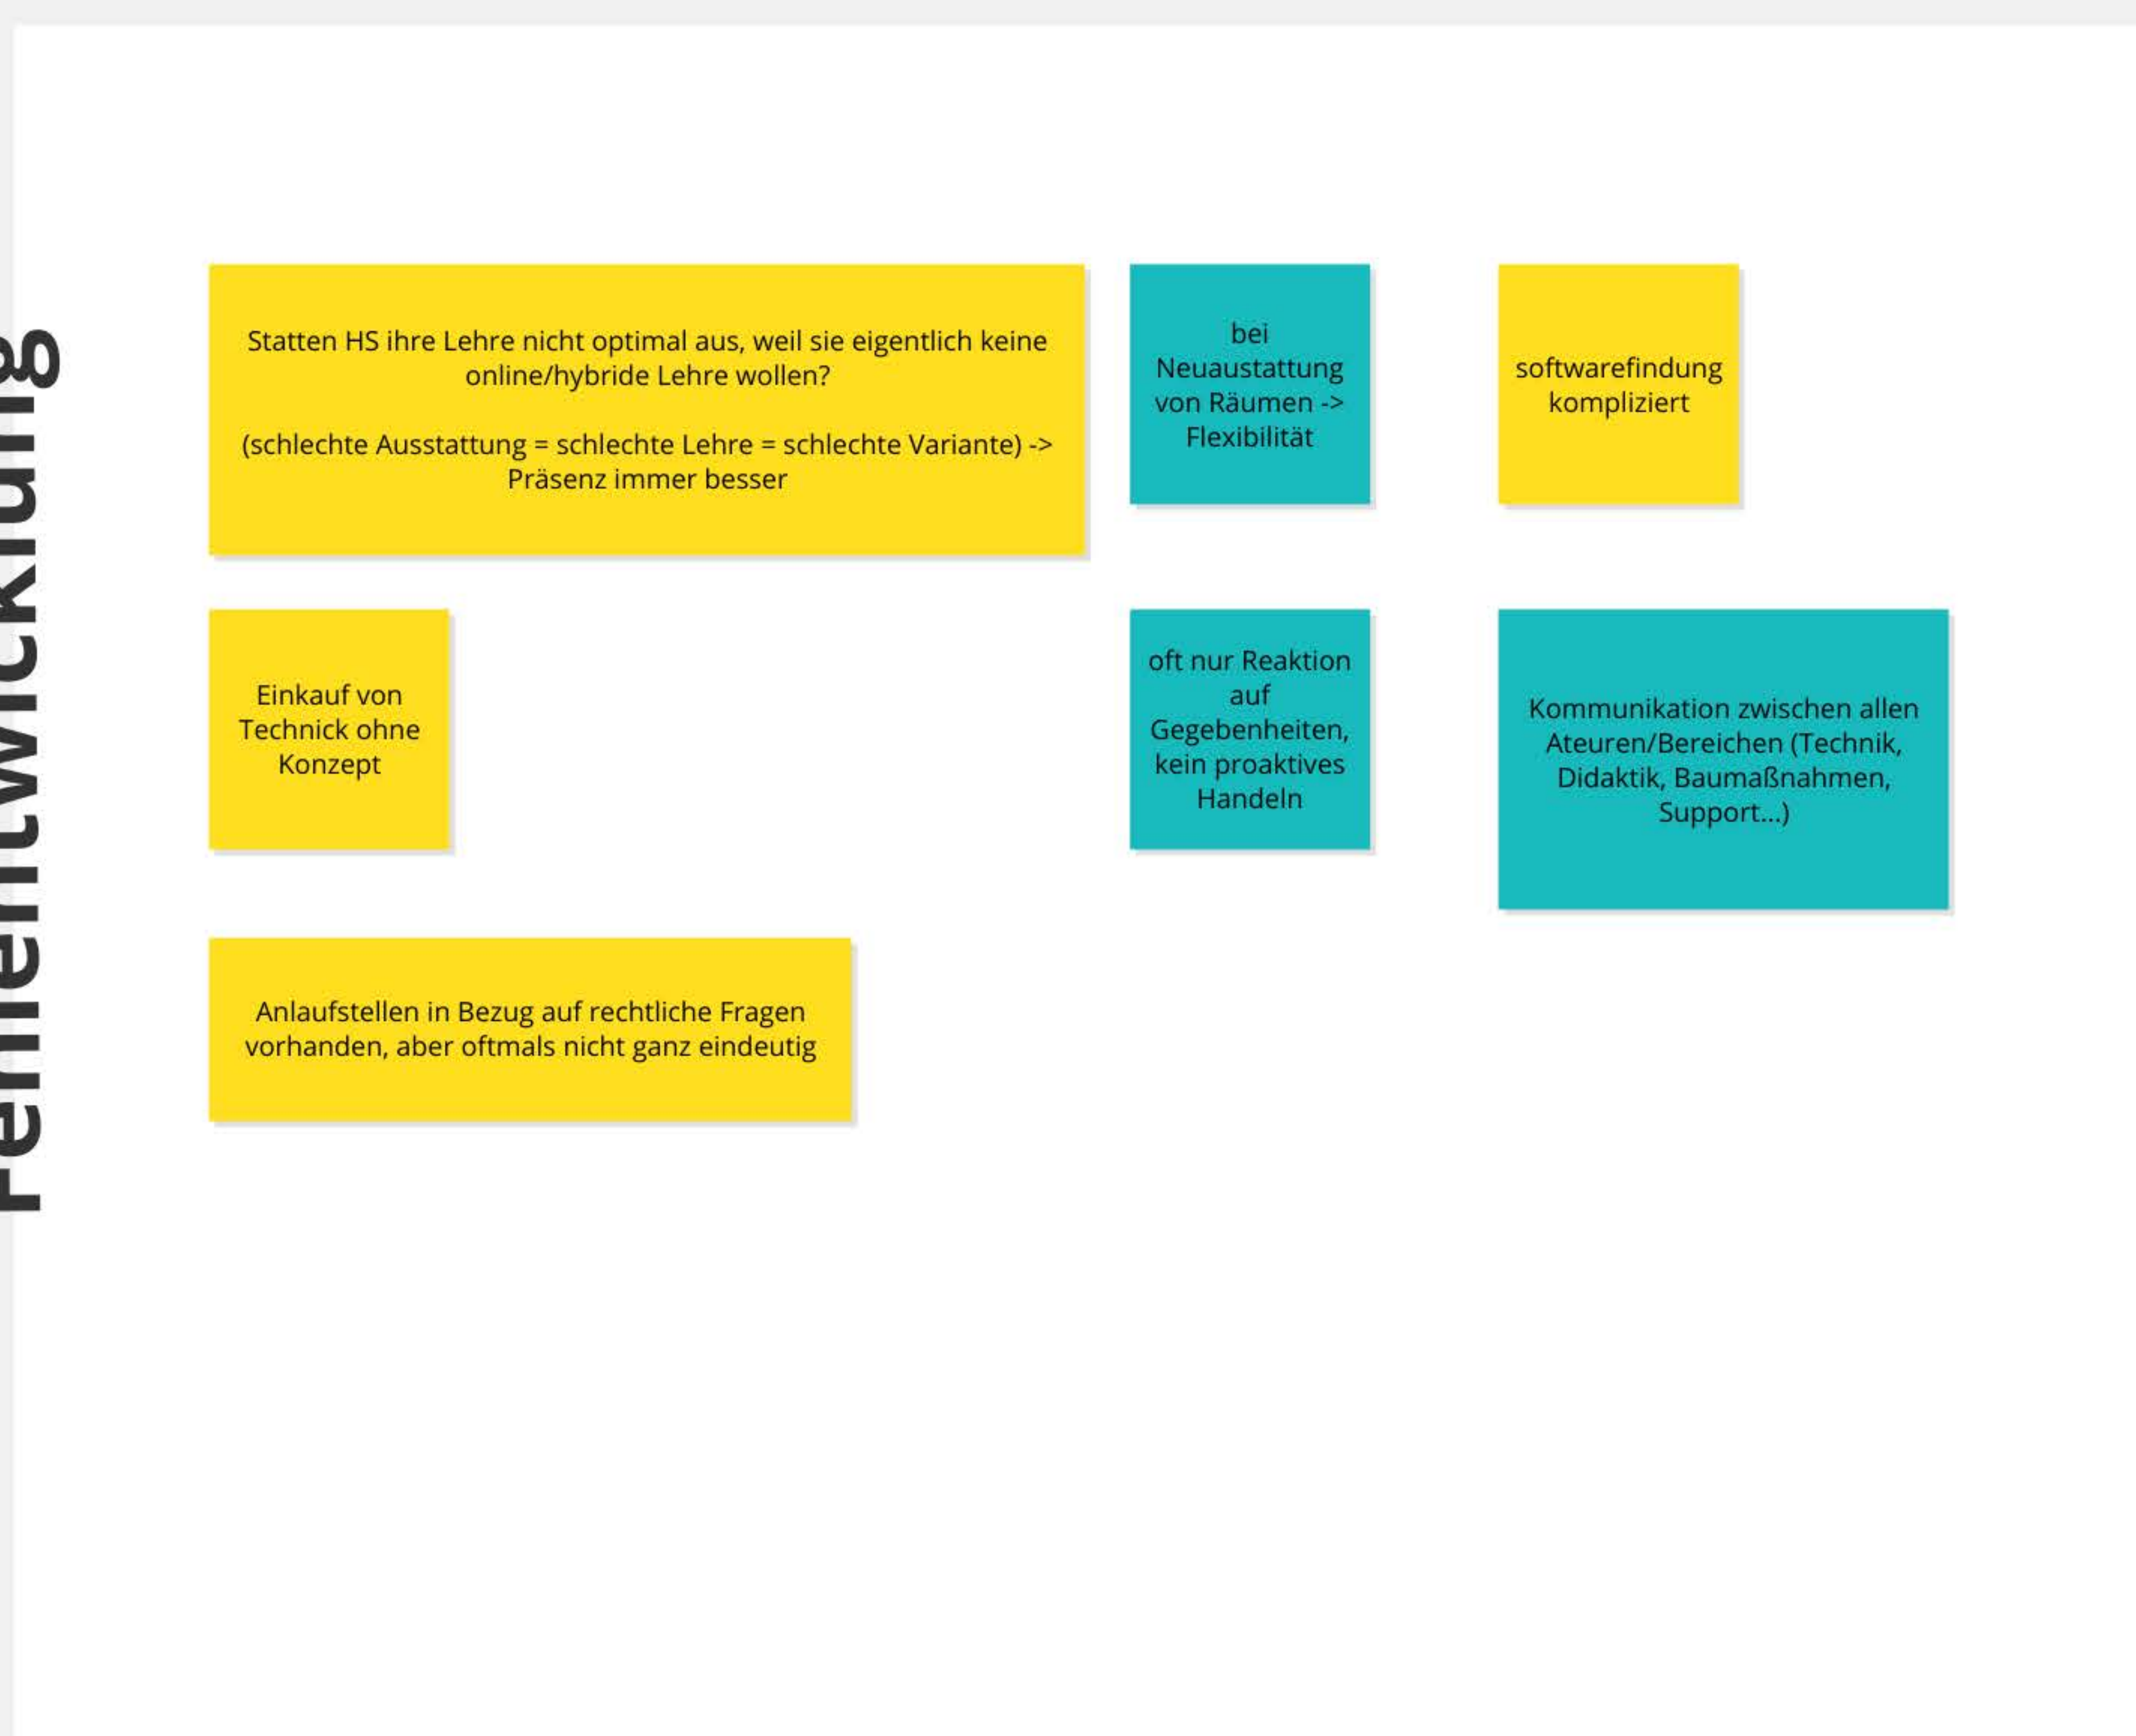 Fehlentwicklung
Statten HS ihre Lehre nicht optimal aus, weil sie eigentlich keine
online/hybride Lehre wollen?
(schlechte Ausstattung = schlechte Lehre = schlechte Variante) ->
Präsenz immer besser
bei
Neuaustattung
von Räumen ->
Flexibilität
softwarefindung
kompliziert
Einkauf von
Technick ohne
Konzept
oft nur Reaktion
auf
Gegebenheiten,
kein proaktives
Handeln
Kommunikation zwischen allen
Ateuren/Bereichen (Technik,
Didaktik, Baumaßnahmen,
Support...)
Anlaufstellen in Bezug auf rechtliche Fragen
vorhanden, aber oftmals nicht ganz eindeutig